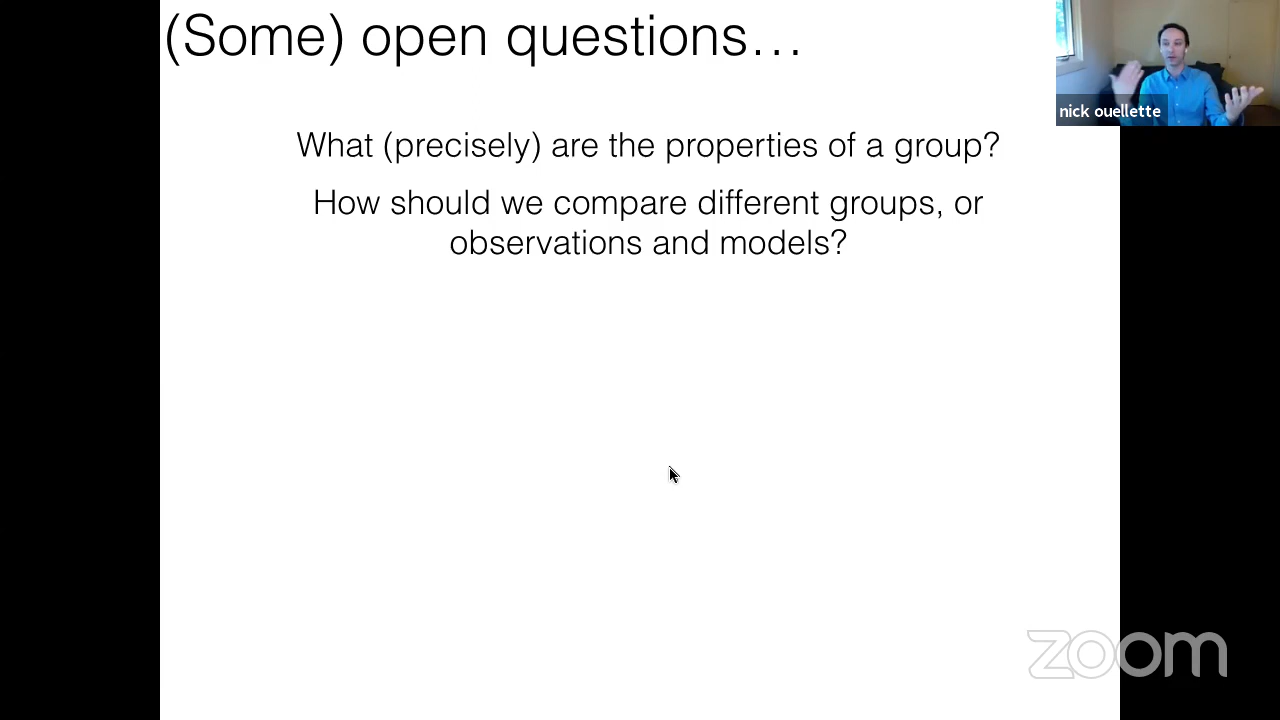 (Some) open questions…
nick ouellette
What (precisely) are the properties of a group?
How should we compare different groups, or
observations and models?
zoom